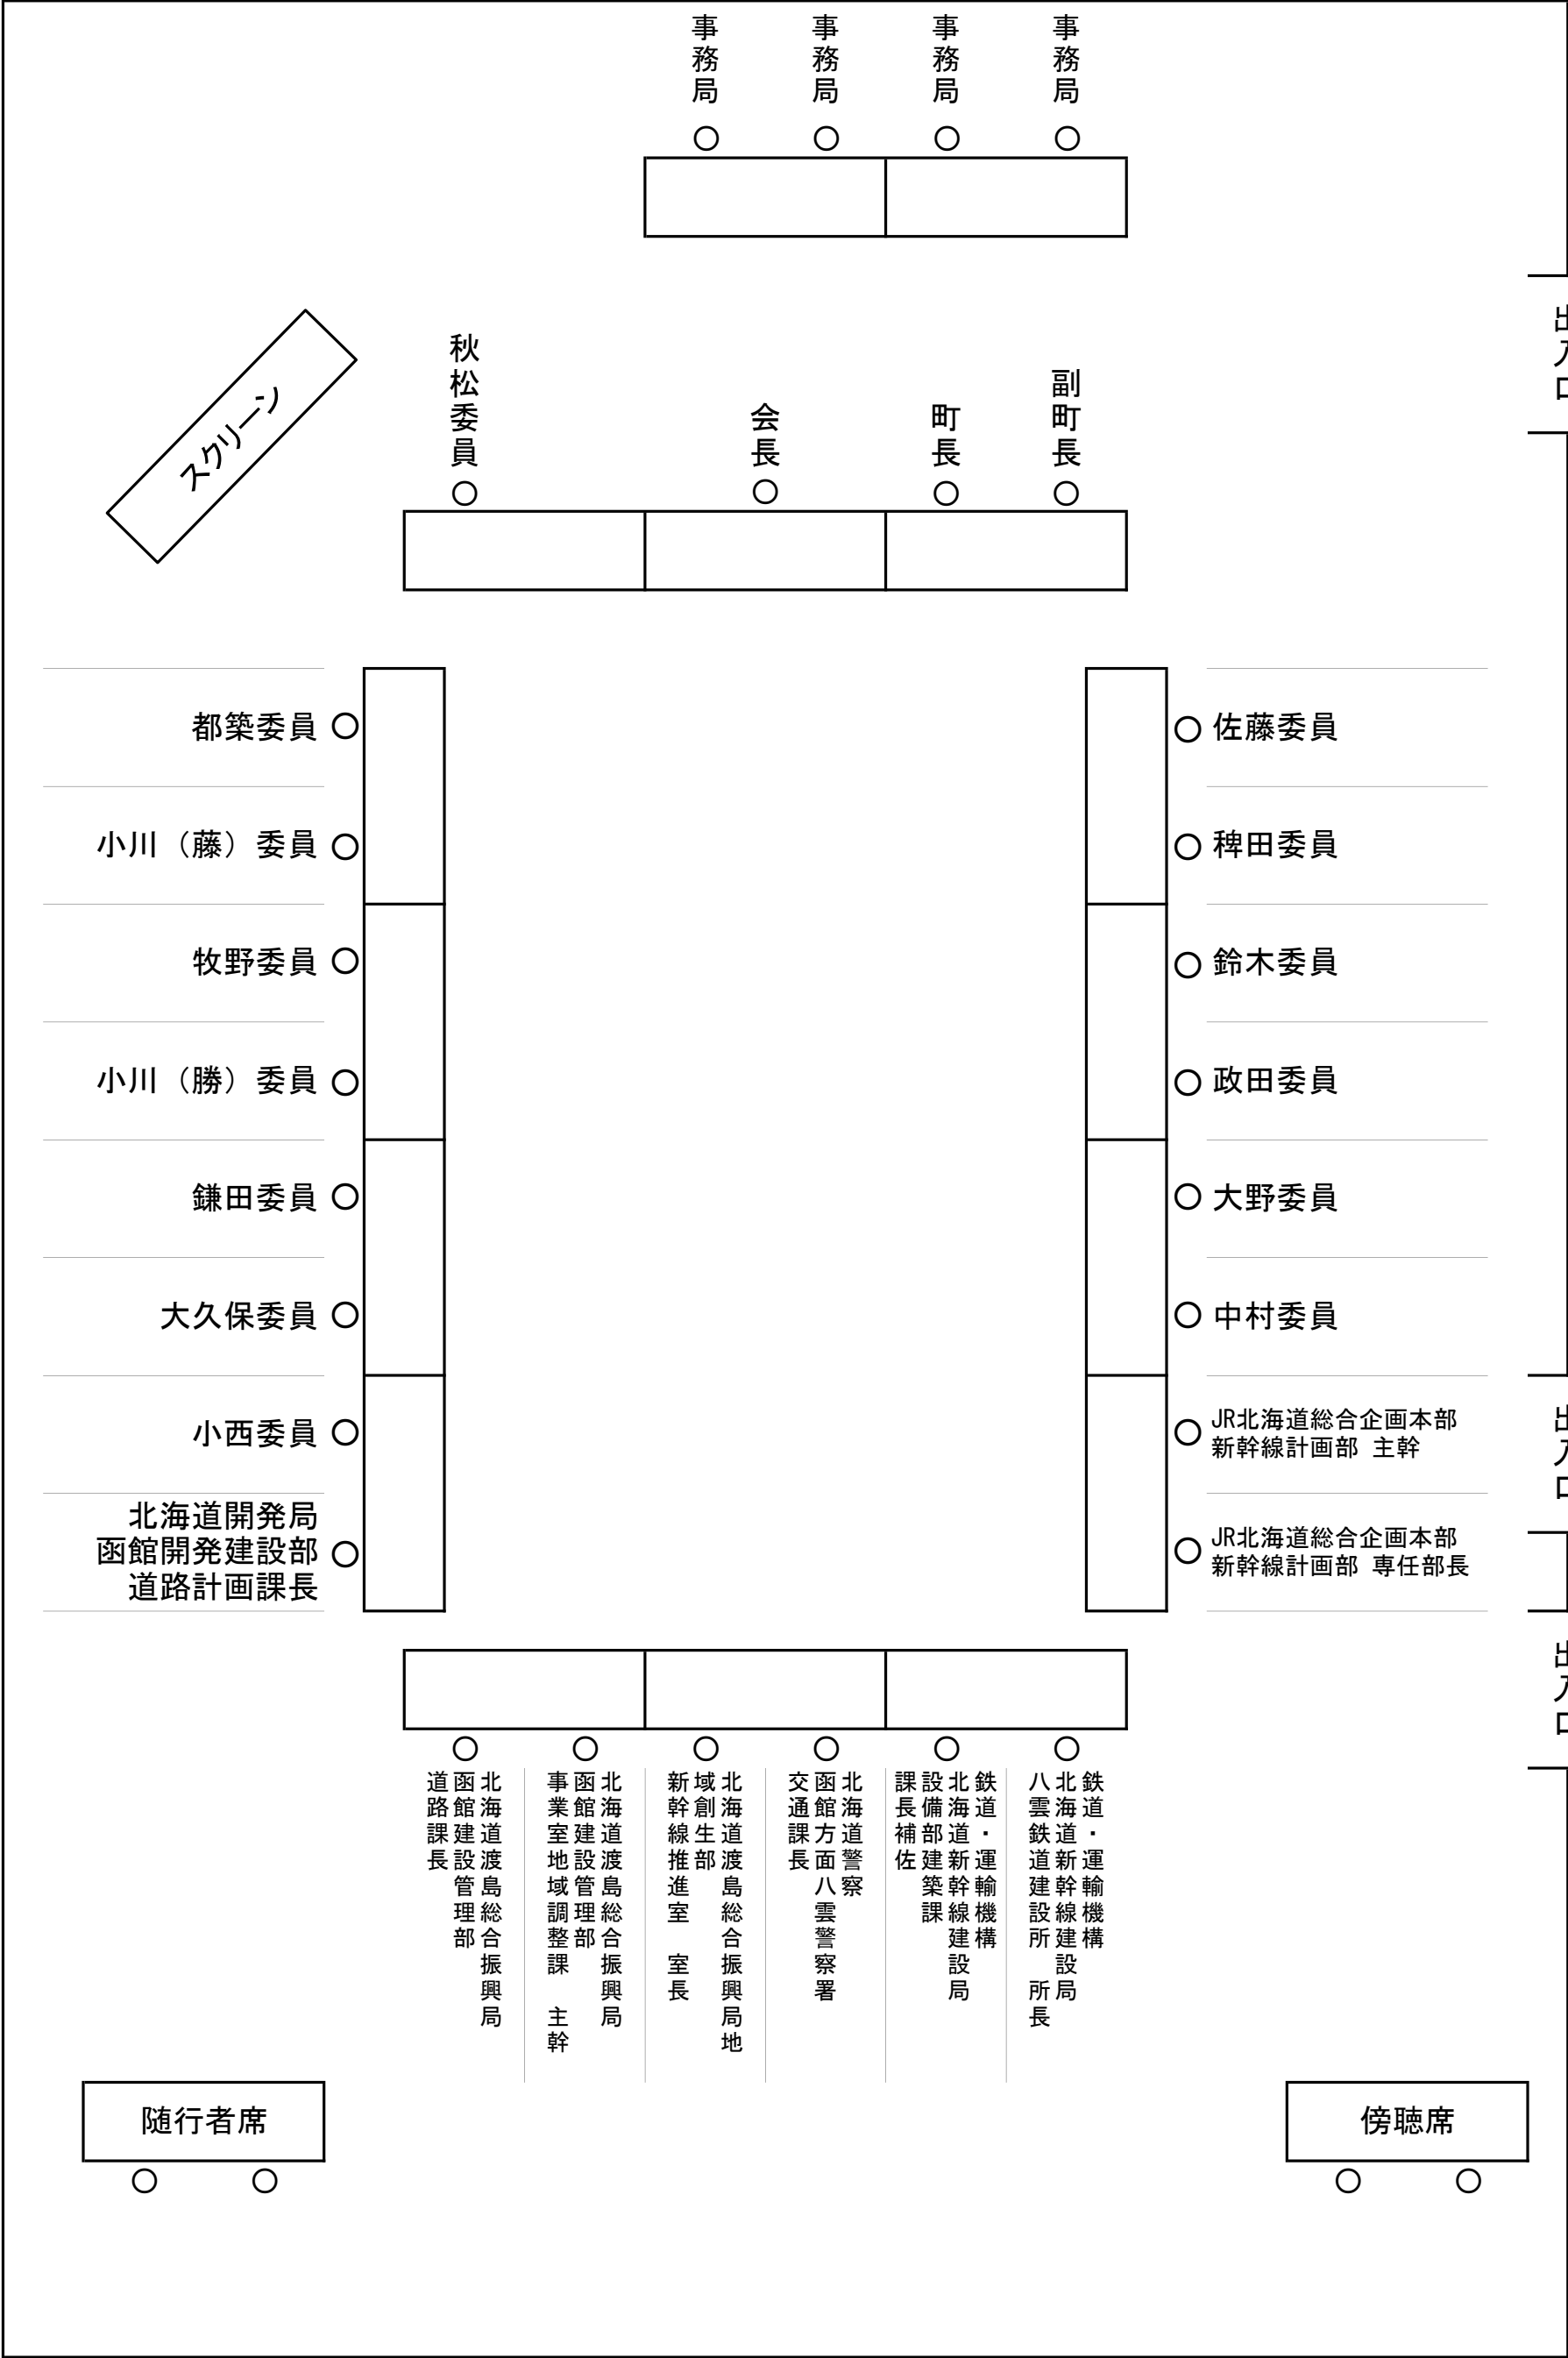 事務局
事務局
事務局
事務局
出入口
スクリーン
秋松委員
会長
町長
副町長
都築委員
小川（藤）委員
牧野委員
小川（勝）委員
鎌田委員
大久保委員
小西委員
北海道開発局
函館開発建設部
道路計画課長
佐藤委員
稗田委員
鈴木委員
政田委員
大野委員
中村委員
JR北海道総合企画本部
新幹線計画部 主幹
JR北海道総合企画本部
新幹線計画部 専任部長
出入口
出入口
北海道渡島総合振興局
函館建設管理部
道路課長
北海道渡島総合振興局
函館建設管理部
事業室地域調整課 主幹
北海道渡島総合振興局地
域創生部
新幹線推進室 室長
北海道警察
函館方面八雲警察署
交通課長
鉄道・運輸機構
北海道新幹線建設局
設備部建築課
課長補佐
鉄道・運輸機構
北海道新幹線建設局
八雲鉄道建設所 所長
随行者席
傍聴席